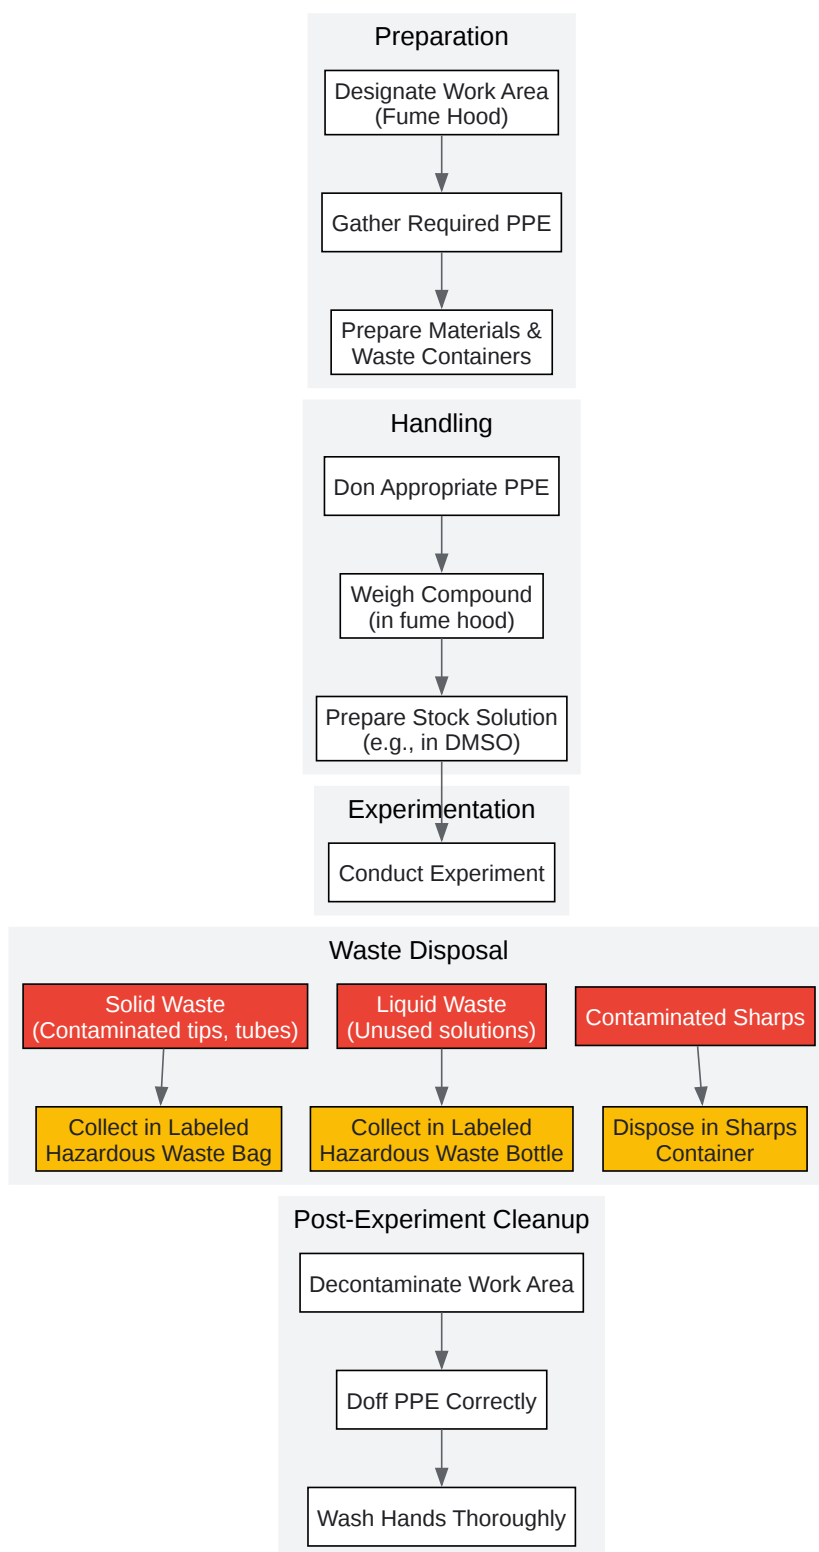 Preparation
Designate Work Area
(Fume Hood)
Gather Required PPE
Prepare Materials &
Waste Containers
Handling
Don Appropriate PPE
Weigh Compound
(in fume hood)
Prepare Stock Solution
(e.g., in DMSO)
Experimentation
Conduct Experiment
Waste Disposal
Solid Waste
(Contaminated tips, tubes)
Liquid Waste
(Unused solutions)
Contaminated Sharps
Collect in Labeled
Hazardous Waste Bag
Collect in Labeled
Hazardous Waste Bottle
Dispose in Sharps
Container
Post-Experiment Cleanup
Decontaminate Work Area
Doff PPE Correctly
Wash Hands Thoroughly